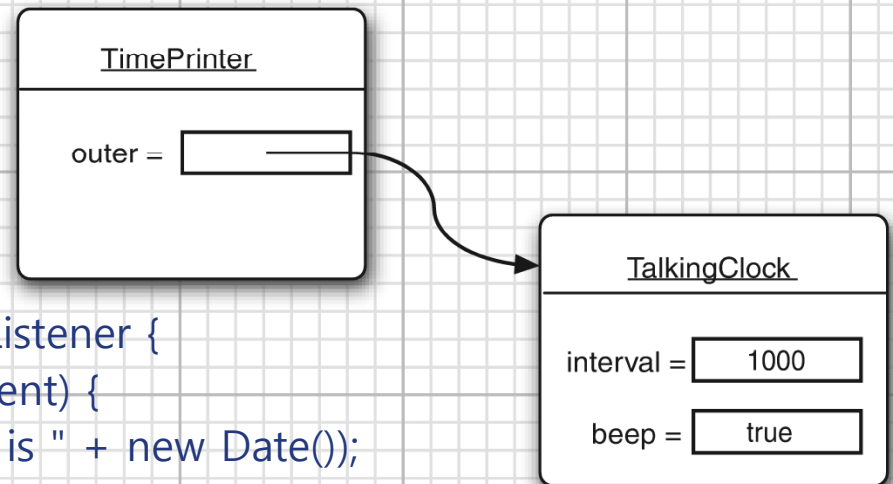 TimePrinter
outer =
TalkingClock
interval = 1000
beep = true
istener {
ent) {
is " + new Date());